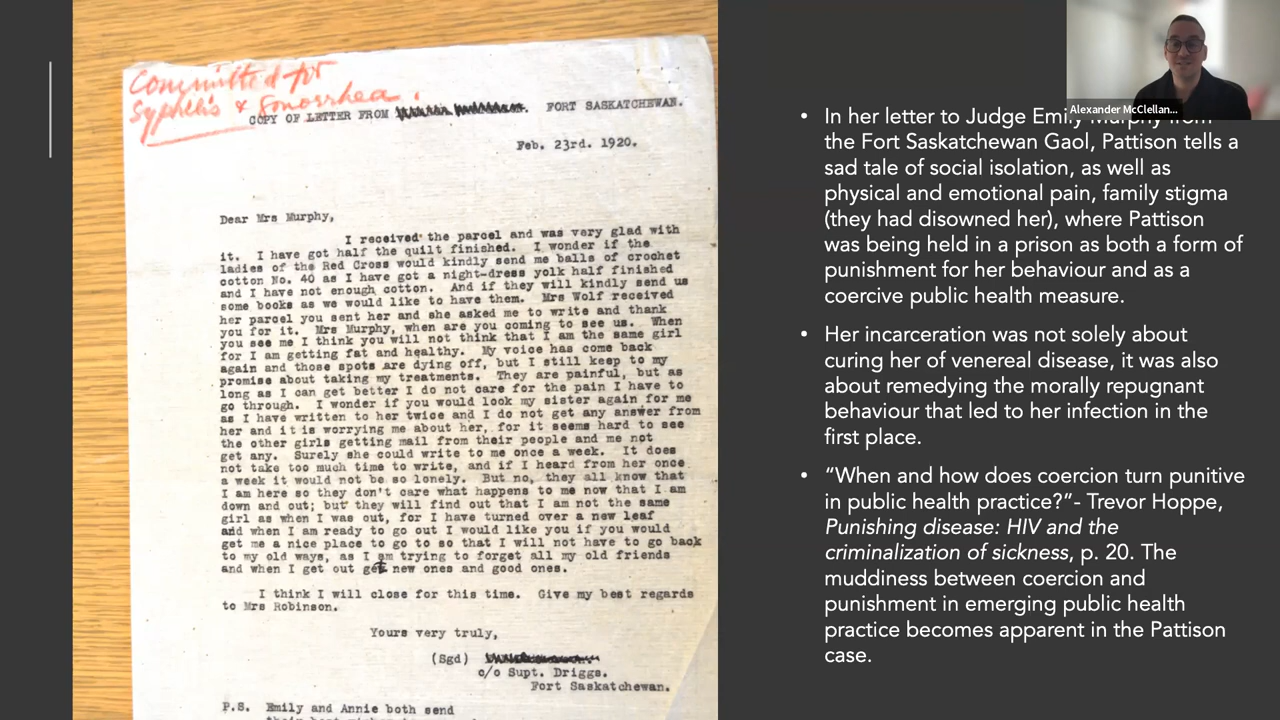 Committed for
Syphelis & Gonorrhea.
COPY OF LETTER FROM FORT SASKATCHEWAN.
Feb. 23rd. 1920.
Dear Mrs Murphy,
I received the parcel and was very glad with
it. I have got half the quilt finished. I wonder if the
ladies of the Red Cross would kindly send me balls of crochet
cotton No. 40 as I have got a night-dress yolk half finished
and I have not enough cotton. And if they will kindly send us
some books as we would like to have them. Mrs Wolf received
her parcel you sent her and she asked me to write and thank
you for it. Mrs Murphy, when are you coming to see us. When
you see me I think you will not think that I am the same girl
for I am getting fat and healthy. My voice has come back
again and those spots are dying off, but I still keep to my
promise about taking my treatments. They are painful, but as
long as I can get better I do not care for the pain I have to
go through. I wonder if you would look my sister again for me
as I have written to her twice and I do not get any answer from
her and it is worrying me about her, for it seems hard to see
the other girls getting mail from their people and me not
get any. Surely she could write to me once a week. It does
not take too much time to write, and if I heard from her once
a week it would not be so lonely. But no, they all know that
I am here so they don't care what happens to me now that I am
down and out; but they will find out that I am not the same
girl as when I was out, for I have turned over a new leaf
and when I am ready to go out I would like you if you would
get me a nice place to go to so that I will not have to go back
to my old ways, as I am trying to forget all my old friends
and when I get out get new ones and good ones.
I think I will close for this time. Give my best regards
to Mrs Robinson.
Yours very truly,
(Sgd)
c/o Supt. Driggs.
Fort Saskatchewan.
P.S. Emily and Annie both send
Alexander McClellan...
• In her letter to Judge Emily Murphy from
the Fort Saskatchewan Gaol, Pattison tells a
sad tale of social isolation, as well as
physical and emotional pain, family stigma
(they had disowned her), where Pattison
was being held in a prison as both a form of
punishment for her behaviour and as a
coercive public health measure.
• Her incarceration was not solely about
curing her of venereal disease, it was also
about remedying the morally repugnant
behaviour that led to her infection in the
first place.
• “When and how does coercion turn punitive
in public health practice?”- Trevor Hoppe,
Punishing disease: HIV and the
criminalization of sickness, p. 20. The
muddiness between coercion and
punishment in emerging public health
practice becomes apparent in the Pattison
case.